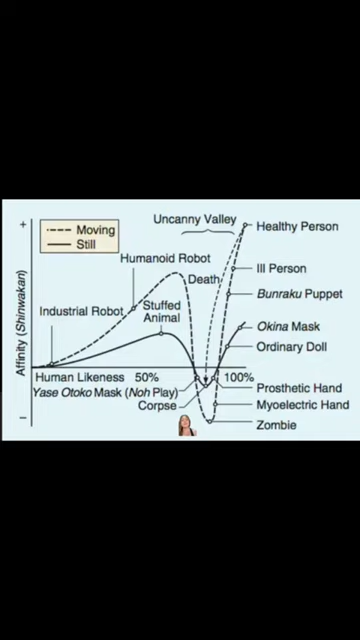 +
Moving
Still
Uncanny Valley
Healthy Person
Humanoid Robot
Death
Ill Person
Bunraku Puppet
Industrial Robot
Stuffed
Animal
Okina Mask
Ordinary Doll
Affinity (Shinwakan)
Human Likeness 50% 100%
Yase Otoko Mask (Noh Play)
Corpse
Prosthetic Hand
Myoelectric Hand
Zombie
–